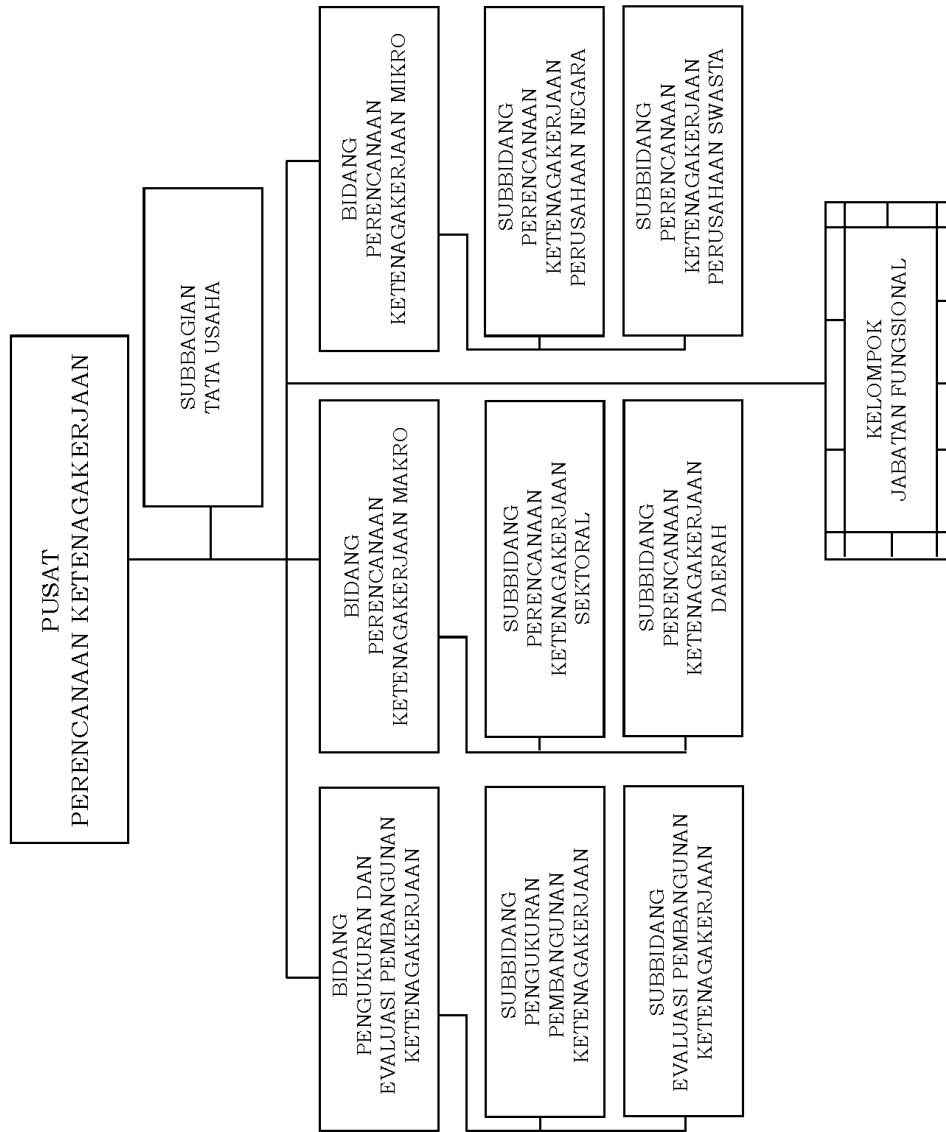 PUSAT
PERENCANAAN KETENAGAKERJAAN
SUBBAGIAN
TATA USAHA
BIDANG
PENGUKURAN DAN
EVALUASI PEMBANGUNAN
KETENAGAKERJAAN
BIDANG
PERENCANAAN
KETENAGAKERJAAN MAKRO
BIDANG
PERENCANAAN
KETENAGAKERJAAN MIKRO
SUBBIDANG
PENGUKURAN
PEMBANGUNAN
KETENAGAKERJAAN
SUBBIDANG
PERENCANAAN
KETENAGAKERJAAN
SEKTORAL
SUBBIDANG
PERENCANAAN
KETENAGAKERJAAN
PERUSAHAAN NEGARA
SUBBIDANG
EVALUASI PEMBANGUNAN
KETENAGAKERJAAN
SUBBIDANG
PERENCANAAN
KETENAGAKERJAAN
DAERAH
SUBBIDANG
PERENCANAAN
KETENAGAKERJAAN
PERUSAHAAN SWASTA
KELOMPOK
JABATAN FUNGSIONAL